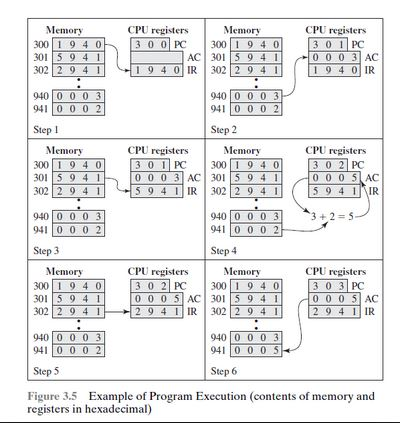 Memory CPU registers
300 1 9 4 0 3 0 0 PC
301 5 9 4 1 AC
302 2 9 4 1 1 9 4 0 IR
940 0 0 0 3
941 0 0 0 2
Step 1
Memory CPU registers
300 1 9 4 0 3 0 1 PC
301 5 9 4 1 0 0 0 3 AC
302 2 9 4 1 1 9 4 0 IR
940 0 0 0 3
941 0 0 0 2
Step 2
Memory CPU registers
300 1 9 4 0 3 0 1 PC
301 5 9 4 1 0 0 0 3 AC
302 2 9 4 1 5 9 4 1 IR
940 0 0 0 3
941 0 0 0 2
Step 3
Memory CPU registers
300 1 9 4 0 3 0 2 PC
301 5 9 4 1 0 0 0 5 AC
302 2 9 4 1 5 9 4 1 IR
940 0 0 0 3 3 + 2 = 5
941 0 0 0 2
Step 4
Memory CPU registers
300 1 9 4 0 3 0 2 PC
301 5 9 4 1 0 0 0 5 AC
302 2 9 4 1 2 9 4 1 IR
940 0 0 0 3
941 0 0 0 2
Step 5
Memory CPU registers
300 1 9 4 0 3 0 3 PC
301 5 9 4 1 0 0 0 5 AC
302 2 9 4 1 2 9 4 1 IR
940 0 0 0 3
941 0 0 0 5
Step 6
Figure 3.5 Example of Program Execution (contents of memory and
registers in hexadecimal)